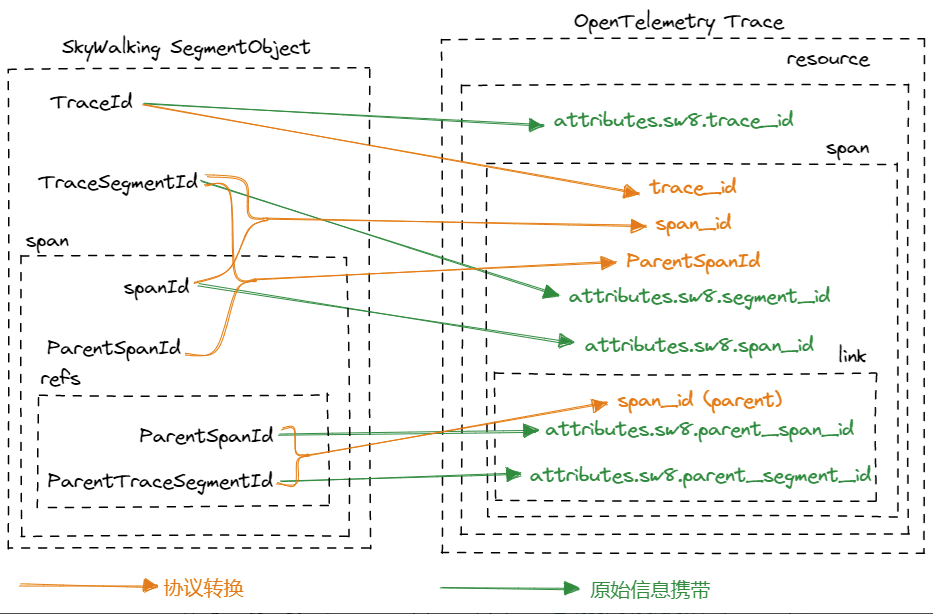 SkyWalking SegmentObject
TraceId
TraceSegmentId
span
spanId
ParentSpanId
refs
ParentSpanId
ParentTraceSegmentId
OpenTelemetry Trace
resource
attributes.sw8.trace_id
span
trace_id
span_id
ParentSpanId
attributes.sw8.segment_id
attributes.sw8.span_id
link
span_id (parent)
attributes.sw8.parent_span_id
attributes.sw8.parent_segment_id
协议转换
原始信息携带